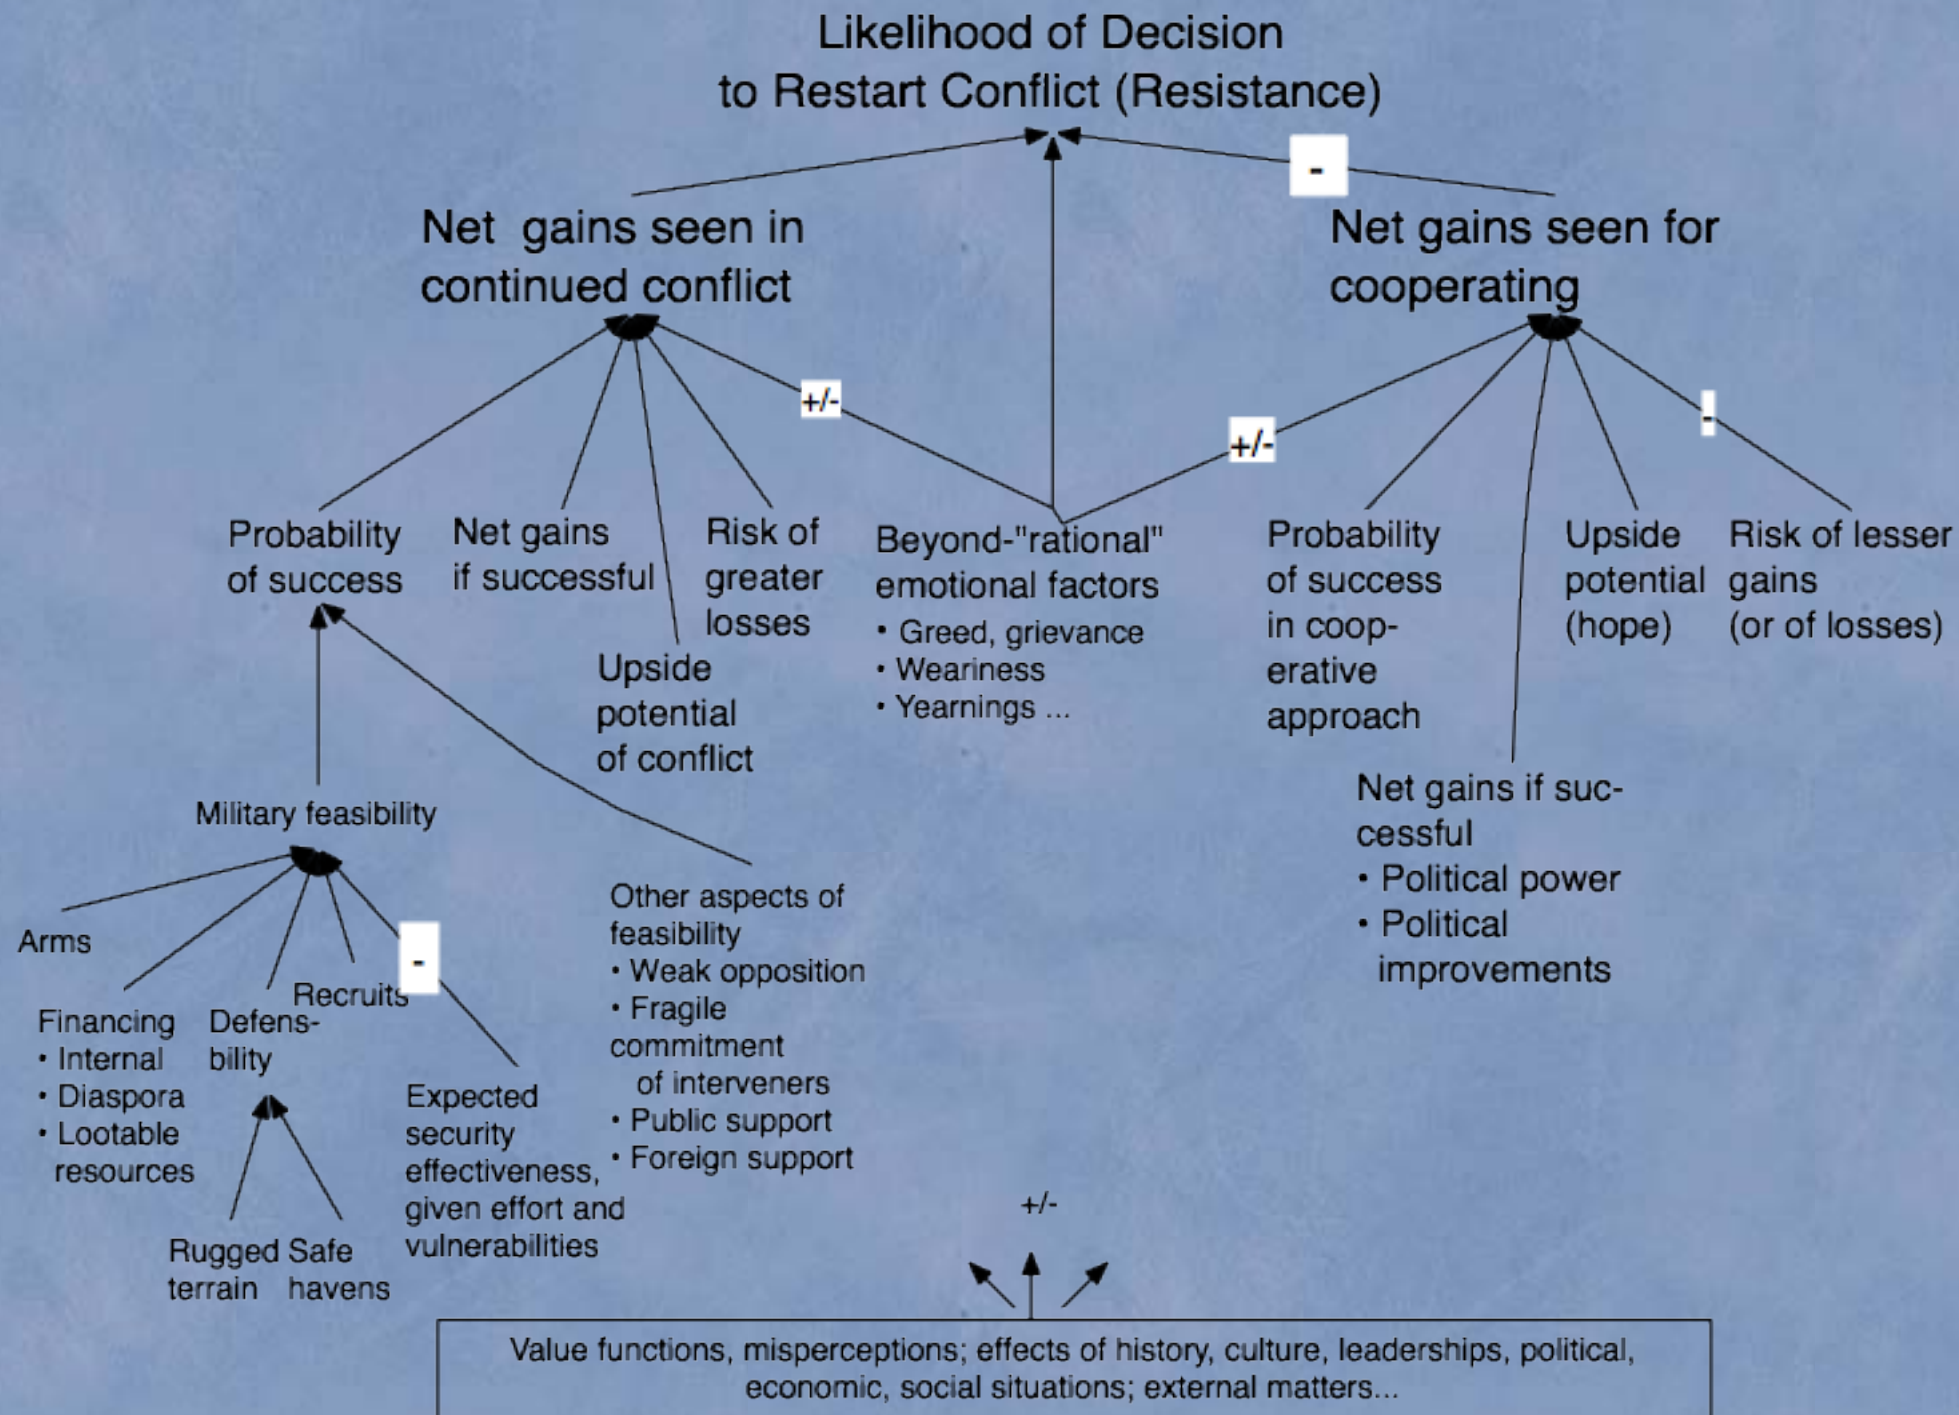 Likelihood of Decision
to Restart Conflict (Resistance)
-
Net gains seen in
continued conflict
Net gains seen for
cooperating
+/-
+/-
-
Probability
of success
Net gains
if successful
Risk of
greater
losses
Upside
potential
of conflict
Beyond-"rational"
emotional factors
• Greed, grievance
• Weariness
• Yearnings ...
Probability
of success
in coop-
erative
approach
Upside
potential
(hope)
Risk of lesser
gains
(or of losses)
Net gains if suc-
cessful
• Political power
• Political
improvements
Military feasibility
Arms
Financing
• Internal
• Diaspora
• Lootable
resources
Defens-
bility
Recruits
-
Expected
security
effectiveness,
given effort and
vulnerabilities
Other aspects of
feasibility
• Weak opposition
• Fragile
commitment
of interveners
• Public support
• Foreign support
Rugged
terrain
Safe
havens
+/-
Value functions, misperceptions; effects of history, culture, leaderships, political,
economic, social situations; external matters...